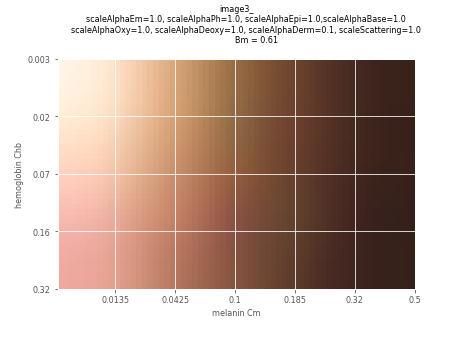 image3_
scaleAlphaEm=1.0, scaleAlphaPh=1.0, scaleAlphaEpi=1.0,scaleAlphaBase=1.0
scaleAlphaOxy=1.0, scaleAlphaDeoxy=1.0, scaleAlphaDerm=0.1, scaleScattering=1.0
Bm = 0.61
0.003
0.02
0.07
0.16
0.32
hemoglobin Chb
0.0135 0.0425 0.1 0.185 0.32 0.5
melanin Cm